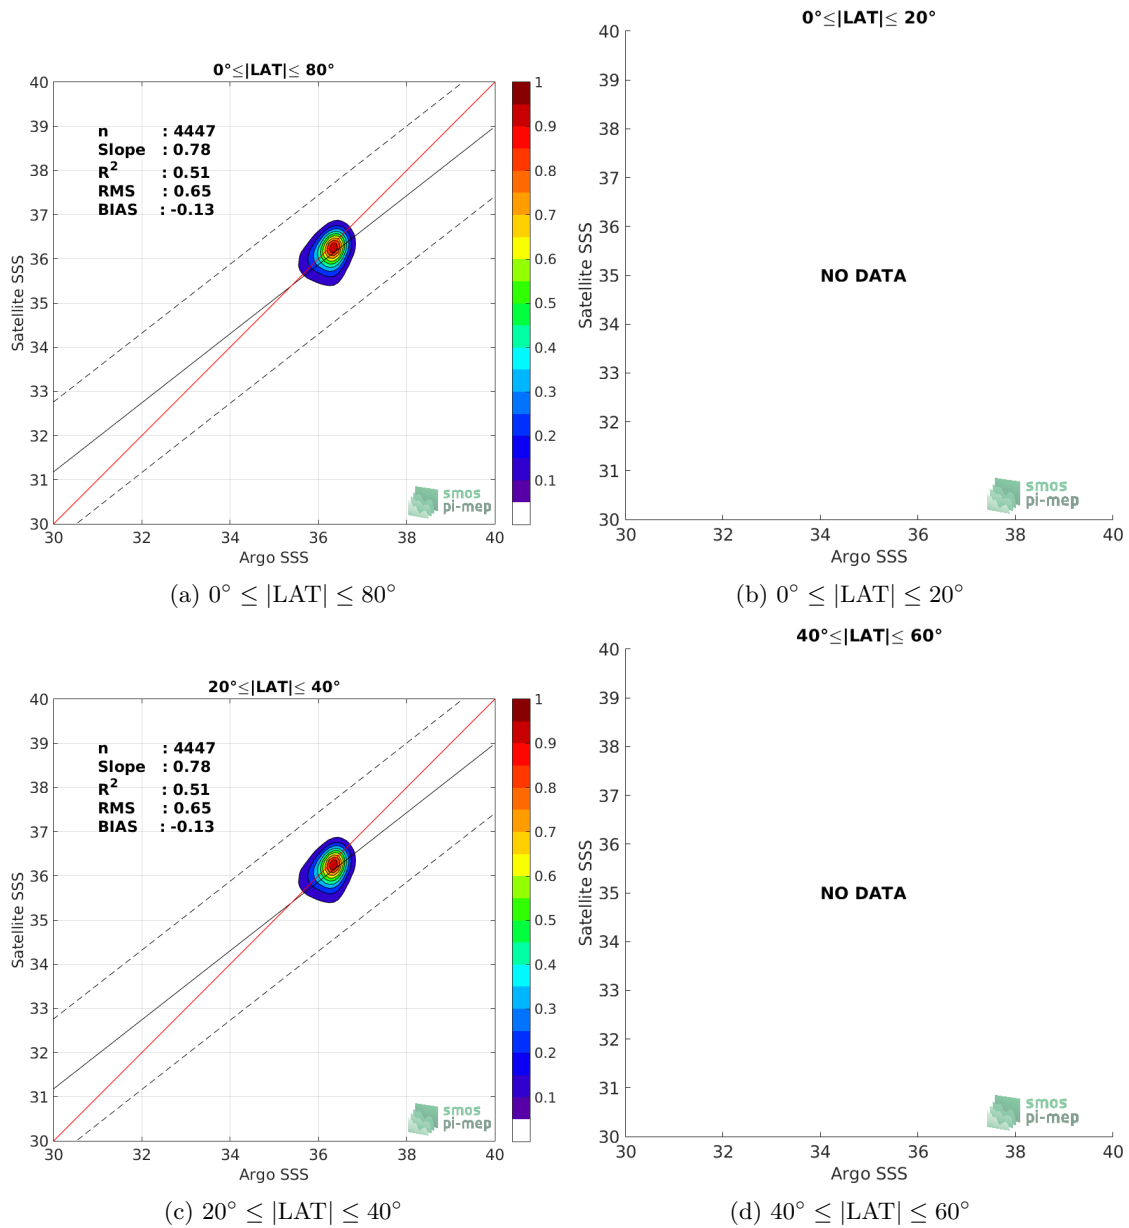 0°≤|LAT|≤ 80°
40
39
38
37
36
35
34
33
32
31
30
30 32 34 36 38 40
n : 4447
Slope : 0.78
R² : 0.51
RMS : 0.65
BIAS : -0.13
Satellite SSS
Argo SSS
1
0.9
0.8
0.7
0.6
0.5
0.4
0.3
0.2
0.1
smos
pi-mep
(a) 0° ≤ |LAT| ≤ 80°
0°≤|LAT|≤ 20°
40
39
38
37
36
35
34
33
32
31
30
30 32 34 36 38 40
Satellite SSS
NO DATA
Argo SSS
smos
pi-mep
(b) 0° ≤ |LAT| ≤ 20°
20°≤|LAT|≤ 40°
40
39
38
37
36
35
34
33
32
31
30
30 32 34 36 38 40
n : 4447
Slope : 0.78
R² : 0.51
RMS : 0.65
BIAS : -0.13
Satellite SSS
Argo SSS
1
0.9
0.8
0.7
0.6
0.5
0.4
0.3
0.2
0.1
smos
pi-mep
(c) 20° ≤ |LAT| ≤ 40°
40°≤|LAT|≤ 60°
40
39
38
37
36
35
34
33
32
31
30
30 32 34 36 38 40
Satellite SSS
NO DATA
Argo SSS
smos
pi-mep
(d) 40° ≤ |LAT| ≤ 60°